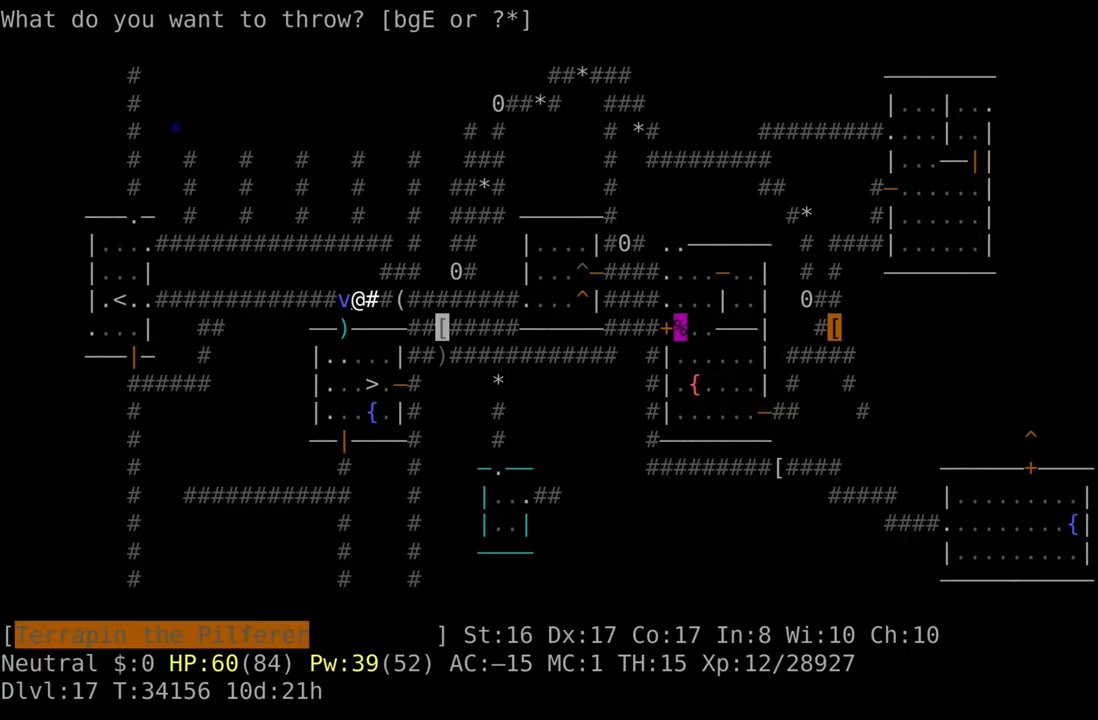 What do you want to throw? [bgE or ?*]
[Terrapin the Pilferer ] St:16 Dx:17 Co:17 In:8 Wi:10 Ch:10
Neutral $:0 HP:60(84) Pw:39(52) AC:–15 MC:1 TH:15 Xp:12/28927
Dlvl:17 T:34156 10d:21h